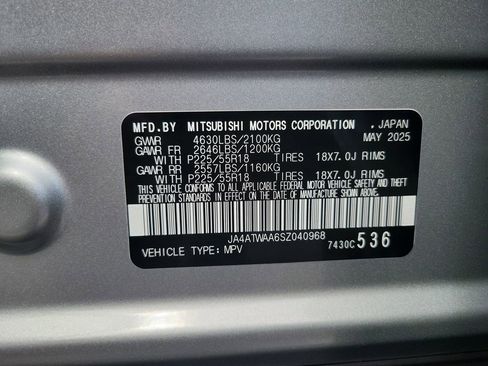 MFD.BY MITSUBISHI MOTORS CORPORATION , JAPAN
GVWR 4630LBS/2100KG MAY 2025
GAWR FR 2646LBS/1200KG
WITH P225/55R18 TIRES 18X7.0J RIMS
GAWR RR 2557LBS/1160KG
WITH P225/55R18 TIRES 18X7.0J RIMS
THIS VEHICLE CONFORMS TO ALL APPLICABLE FEDERAL MOTOR VEHICLE SAFETY,
BUMPER, AND THEFT PREVENTION STANDARDS IN EFFECT ON THE DATE OF
MANUFACTURE SHOWN ABOVE.
JA4ATWAA6SZ040968
VEHICLE TYPE: MPV 7430C 536